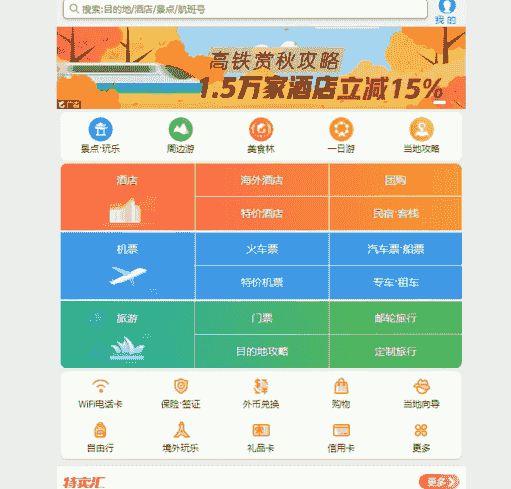 搜索:目的地/酒店/景点/航班号
我 的
高铁赏秋攻略
1.5万家酒店立减15%
广告
景点·玩乐
周边游
美食林
一日游
当地攻略
酒店
海外酒店
团购
特价酒店
民宿·客栈
机票
火车票
汽车票·船票
特价机票
专车·租车
旅游
门票
邮轮旅行
目的地攻略
定制旅行
WiFi电话卡
保险·签证
外币兑换
购物
当地向导
自由行
境外玩乐
礼品卡
信用卡
更多
特卖汇
更多